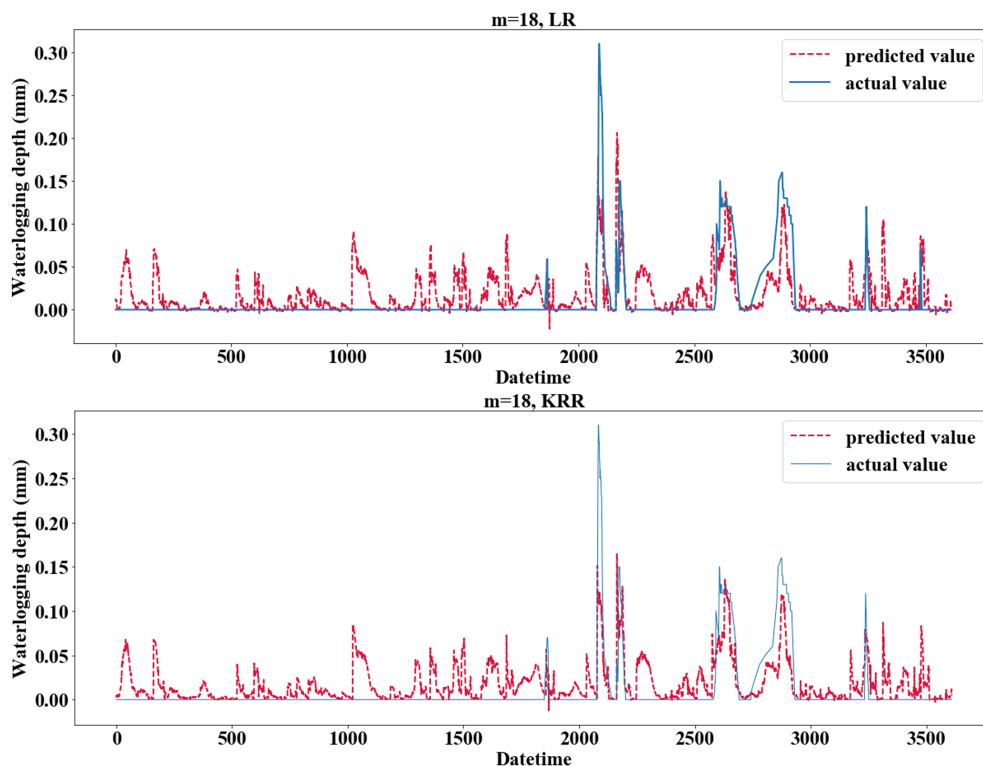 m=18, LR
0.30
0.25
0.20
0.15
0.10
0.05
0.00
Waterlogging depth (mm)
predicted value
actual value
0 500 1000 1500 2000 2500 3000 3500
Datetime
m=18, KRR
0.30
0.25
0.20
0.15
0.10
0.05
0.00
Waterlogging depth (mm)
predicted value
actual value
0 500 1000 1500 2000 2500 3000 3500
Datetime